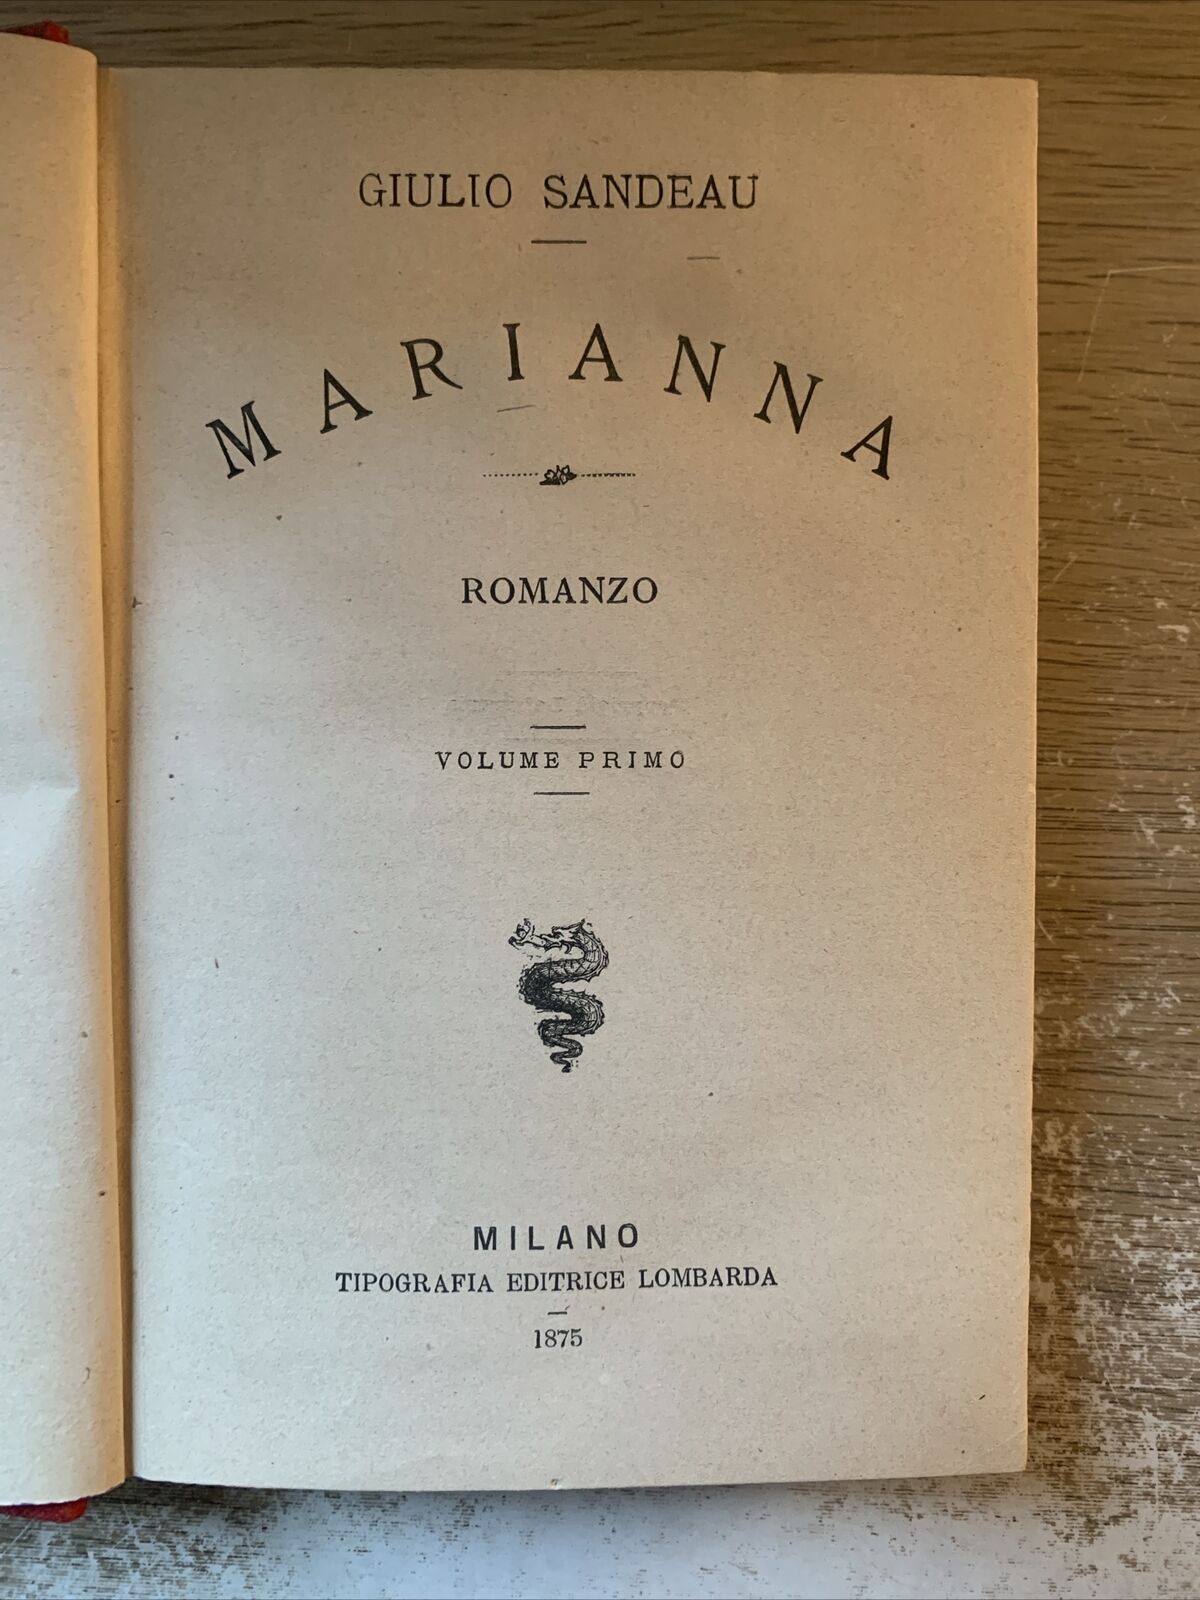 GIULIO SANDEAU
MARIANNA
ROMANZO
VOLUME PRIMO
MILANO
TIPOGRAFIA EDITRICE LOMBARDA
1875